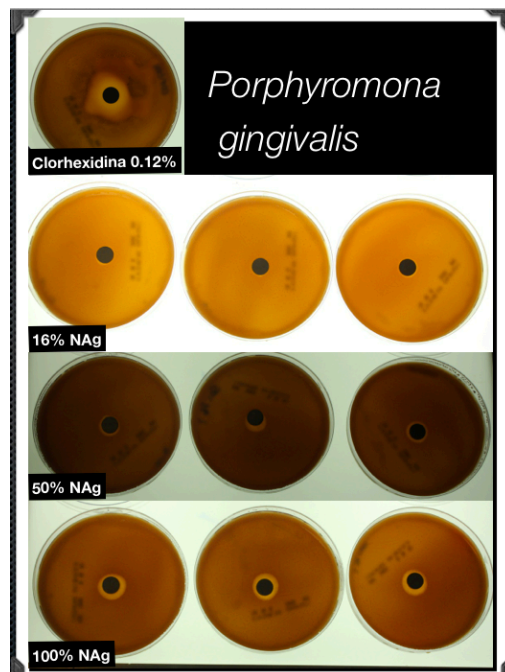 Porphyromona
gingivalis
Clorhexidina 0.12%
16% NAg
50% NAg
100% NAg